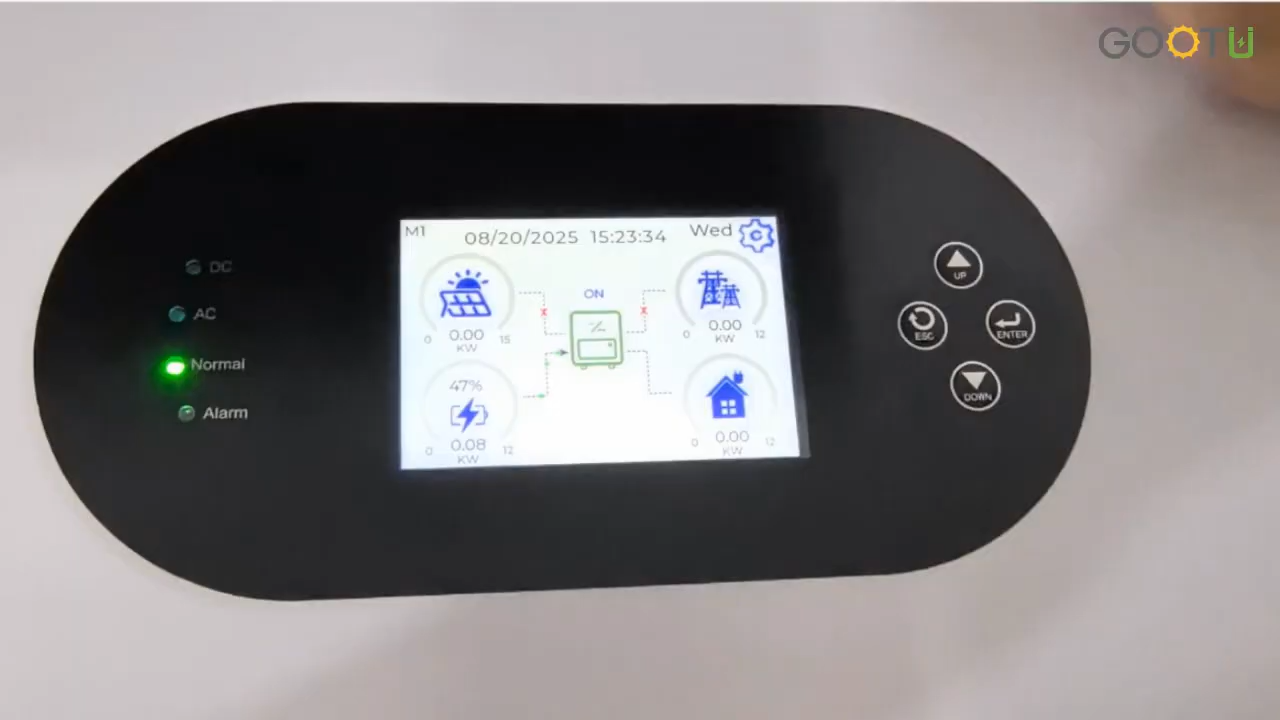 GOOTU
M1
08/20/2025 15:23:34 Wed
C
DC
AC
Normal
Alarm
0.00
KW
0 15
ON
0.00
KW
0 12
47%
0.08
KW
0 12
0.00
KW
0 12
UP
ESC
ENTER
DOWN